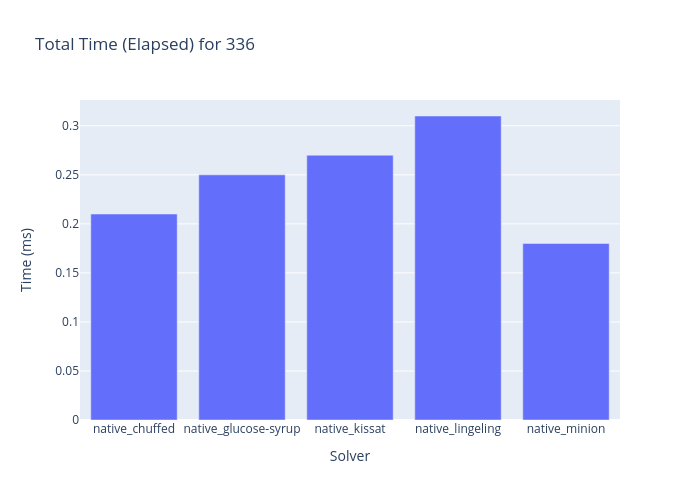 Total Time (Elapsed) for 336
Time (ms)
0.3
0.25
0.2
0.15
0.1
0.05
0
native_chuffed native_glucose-syrup native_kissat native_lingeling native_minion
Solver